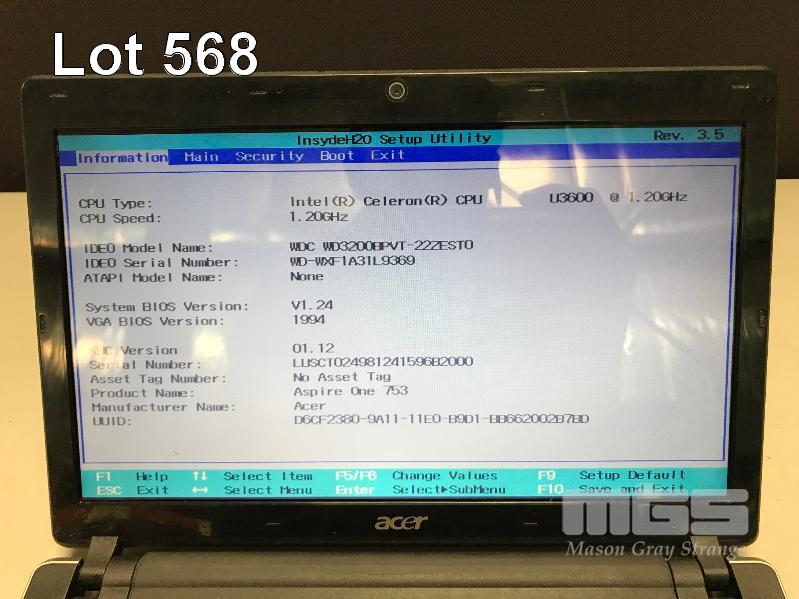 Lot 568
InsydeH20 Setup Utility Rev. 3.5
Information Main Security Boot Exit
CPU Type: Intel(R) Celeron(R) CPU U3600 @ 1.20GHz
CPU Speed: 1.20GHz
IDE0 Model Name: WDC WD3200BPVT-22ZEST0
IDE0 Serial Number: WD-WXF1A31L9369
ATAPI Model Name: None
System BIOS Version: V1.24
VGA BIOS Version: 1994
KBC Version 01.12
Serial Number: LUSCT024981241596B2000
Asset Tag Number: No Asset Tag
Product Name: Aspire One 753
Manufacturer Name: Acer
UUID: D6CF2380-9A11-11E0-B9D1-BB662002B7BD
F1 Help ↑↓ Select Item F5/F6 Change Values F9 Setup Default
ESC Exit ↔ Select Menu Enter Select▶SubMenu F10 Save and Exit
acer
MGS
Mason Gray Strange